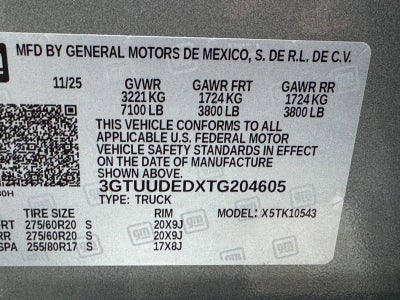 MFD BY GENERAL MOTORS DE MEXICO, S. DE R.L. DE C.V.
11/25 GVWR GAWR FRT GAWR RR
3221 KG 1724 KG 1724 KG
7100 LB 3800 LB 3800 LB
THIS VEHICLE CONFORMS TO ALL
APPLICABLE U.S. FEDERAL MOTOR
VEHICLE SAFETY STANDARDS IN
EFFECT ON THE DATE OF MANUFACTURE
SHOWN ABOVE.
3GTUUDEDXTG204605
TYPE: TRUCK MODEL: X5TK10543
TIRE SIZE RIM
FRT 275/60R20 S 20X9J
RR 275/60R20 S 20X9J
SPA 255/80R17 S 17X8J